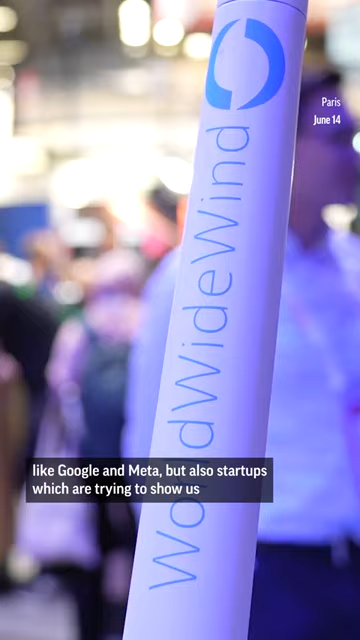 Paris
June 14
WorldWideWind
like Google and Meta, but also startups
which are trying to show us